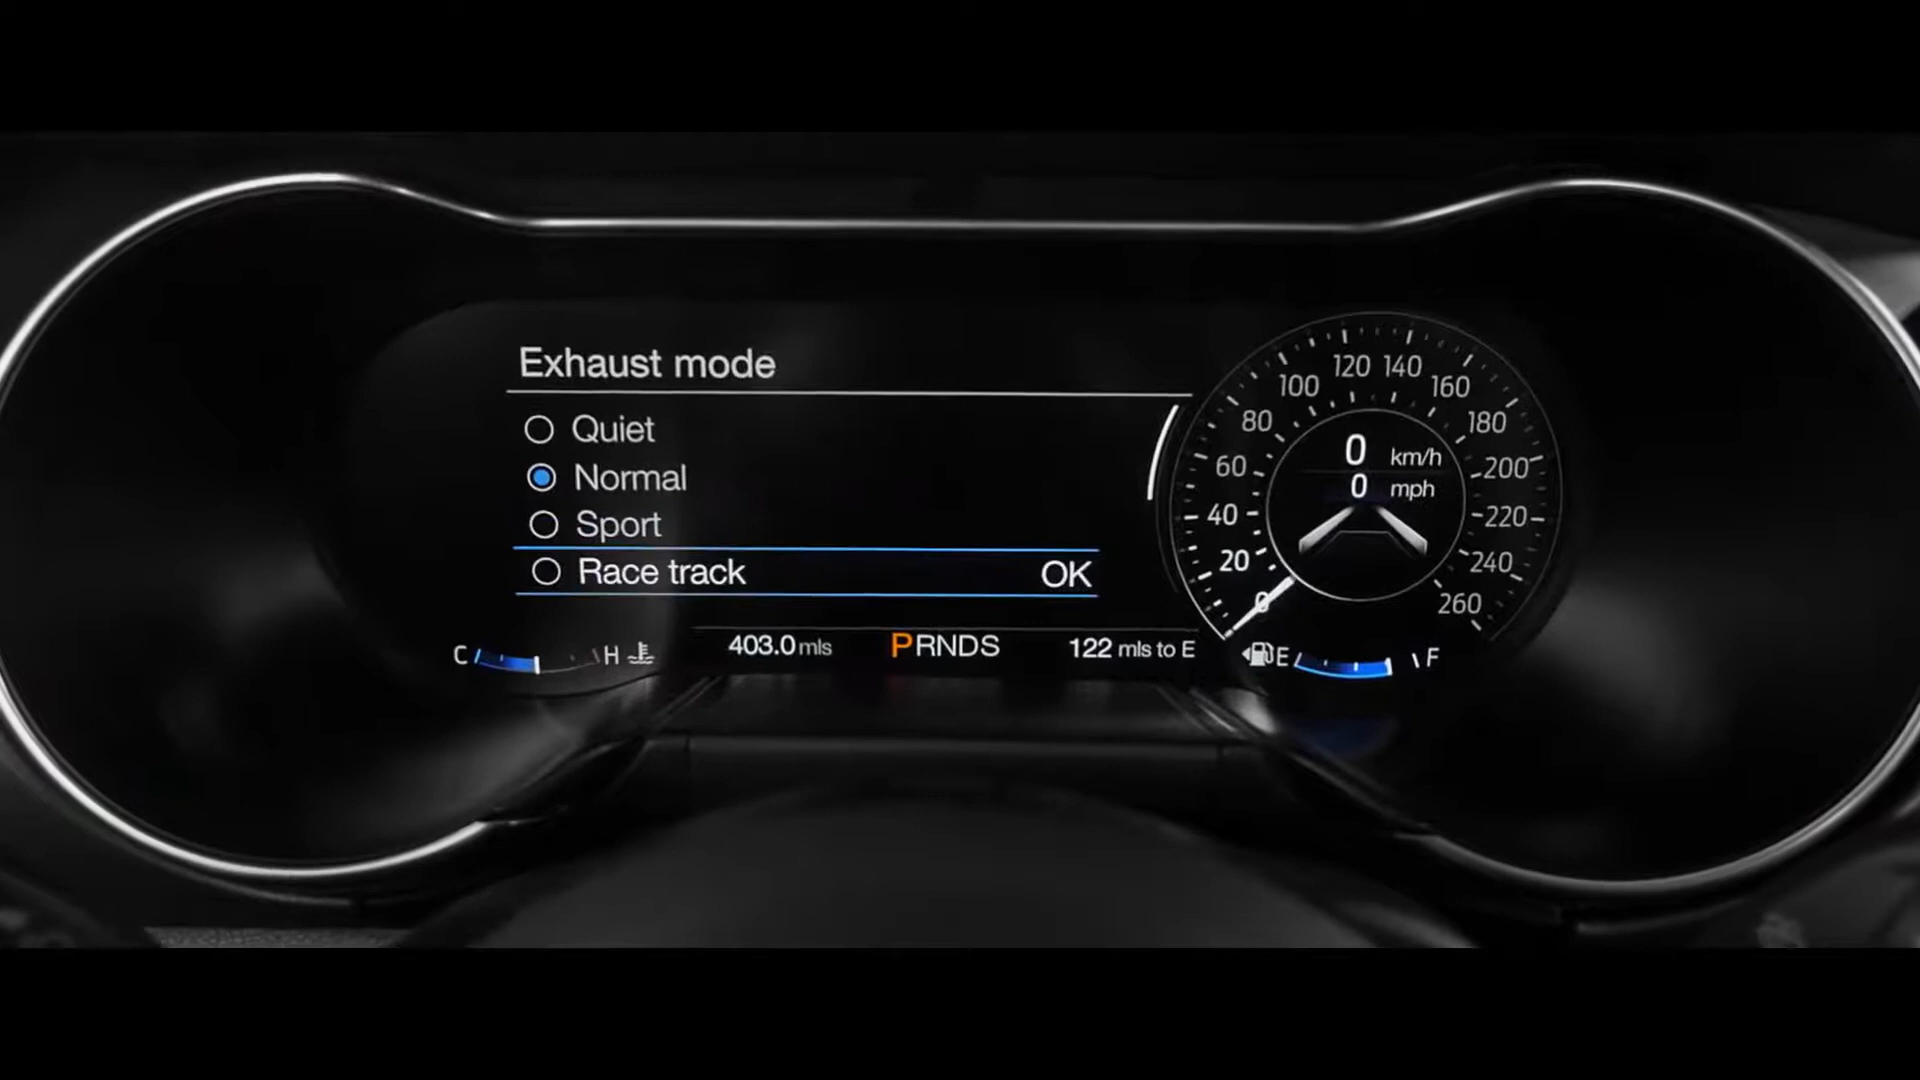 Exhaust mode
Quiet
Normal
Sport
Race track OK
C H
403.0 mls
PRNDS
122 mls to E
E F
0 20 40 60 80 100 120 140 160 180 200 220 240 260
0 km/h
0 mph